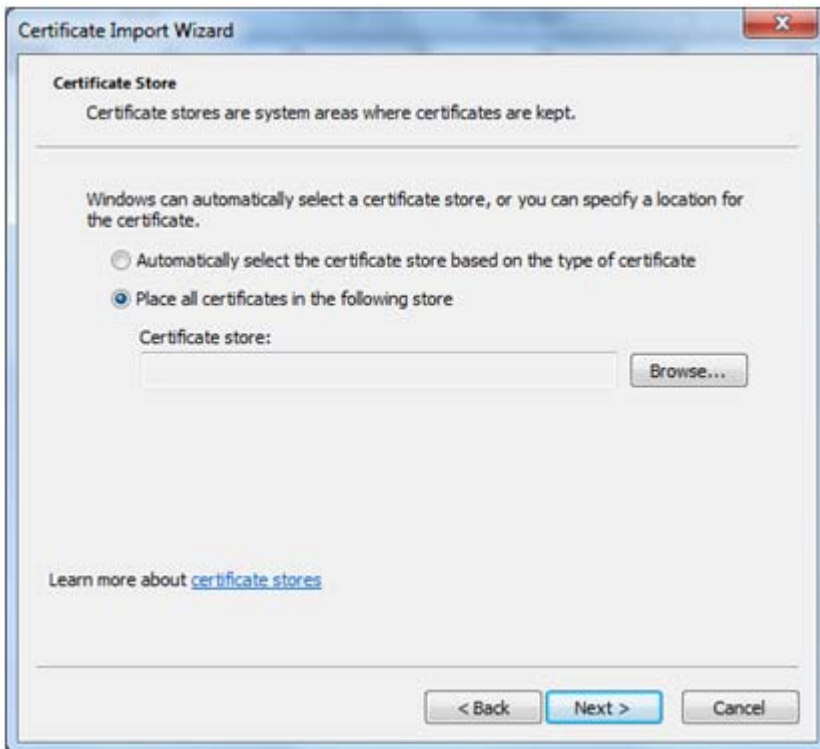 Certificate Import Wizard
Certificate Store
Certificate stores are system areas where certificates are kept.
Windows can automatically select a certificate store, or you can specify a location for
the certificate.
Automatically select the certificate store based on the type of certificate
Place all certificates in the following store
Certificate store:
Browse...
Learn more about certificate stores
< Back Next > Cancel